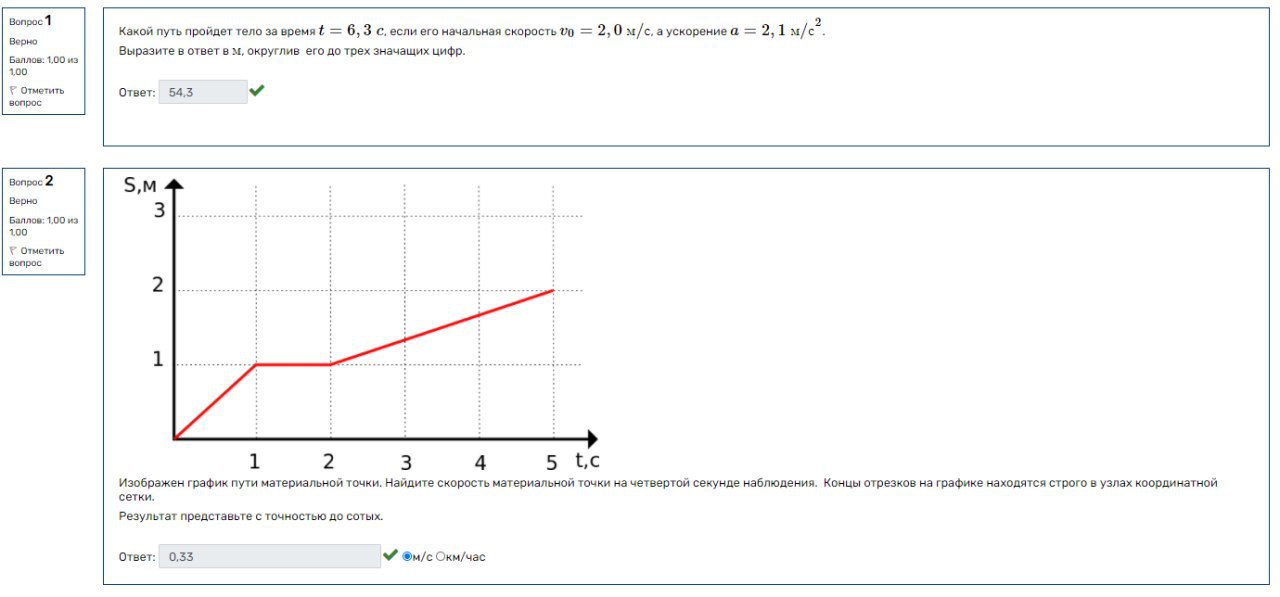 Вопрос 1
Верно
Баллов: 1,00 из
1,00
Отметить
вопрос
Какой путь пройдет тело за время t = 6, 3 с, если его начальная скорость v₀ = 2, 0 м/с, а ускорение a = 2, 1 м/с².
Выразите в ответ в м, округлив его до трех значащих цифр.
Ответ: 54,3
Вопрос 2
Верно
Баллов: 1,00 из
1,00
Отметить
вопрос
S,м
3
2
1
1 2 3 4 5 t,с
Изображен график пути материальной точки. Найдите скорость материальной точки на четвертой секунде наблюдения. Концы отрезков на графике находятся строго в узлах координатной
сетки.
Результат представьте с точностью до сотых.
Ответ: 0,33 м/с км/час